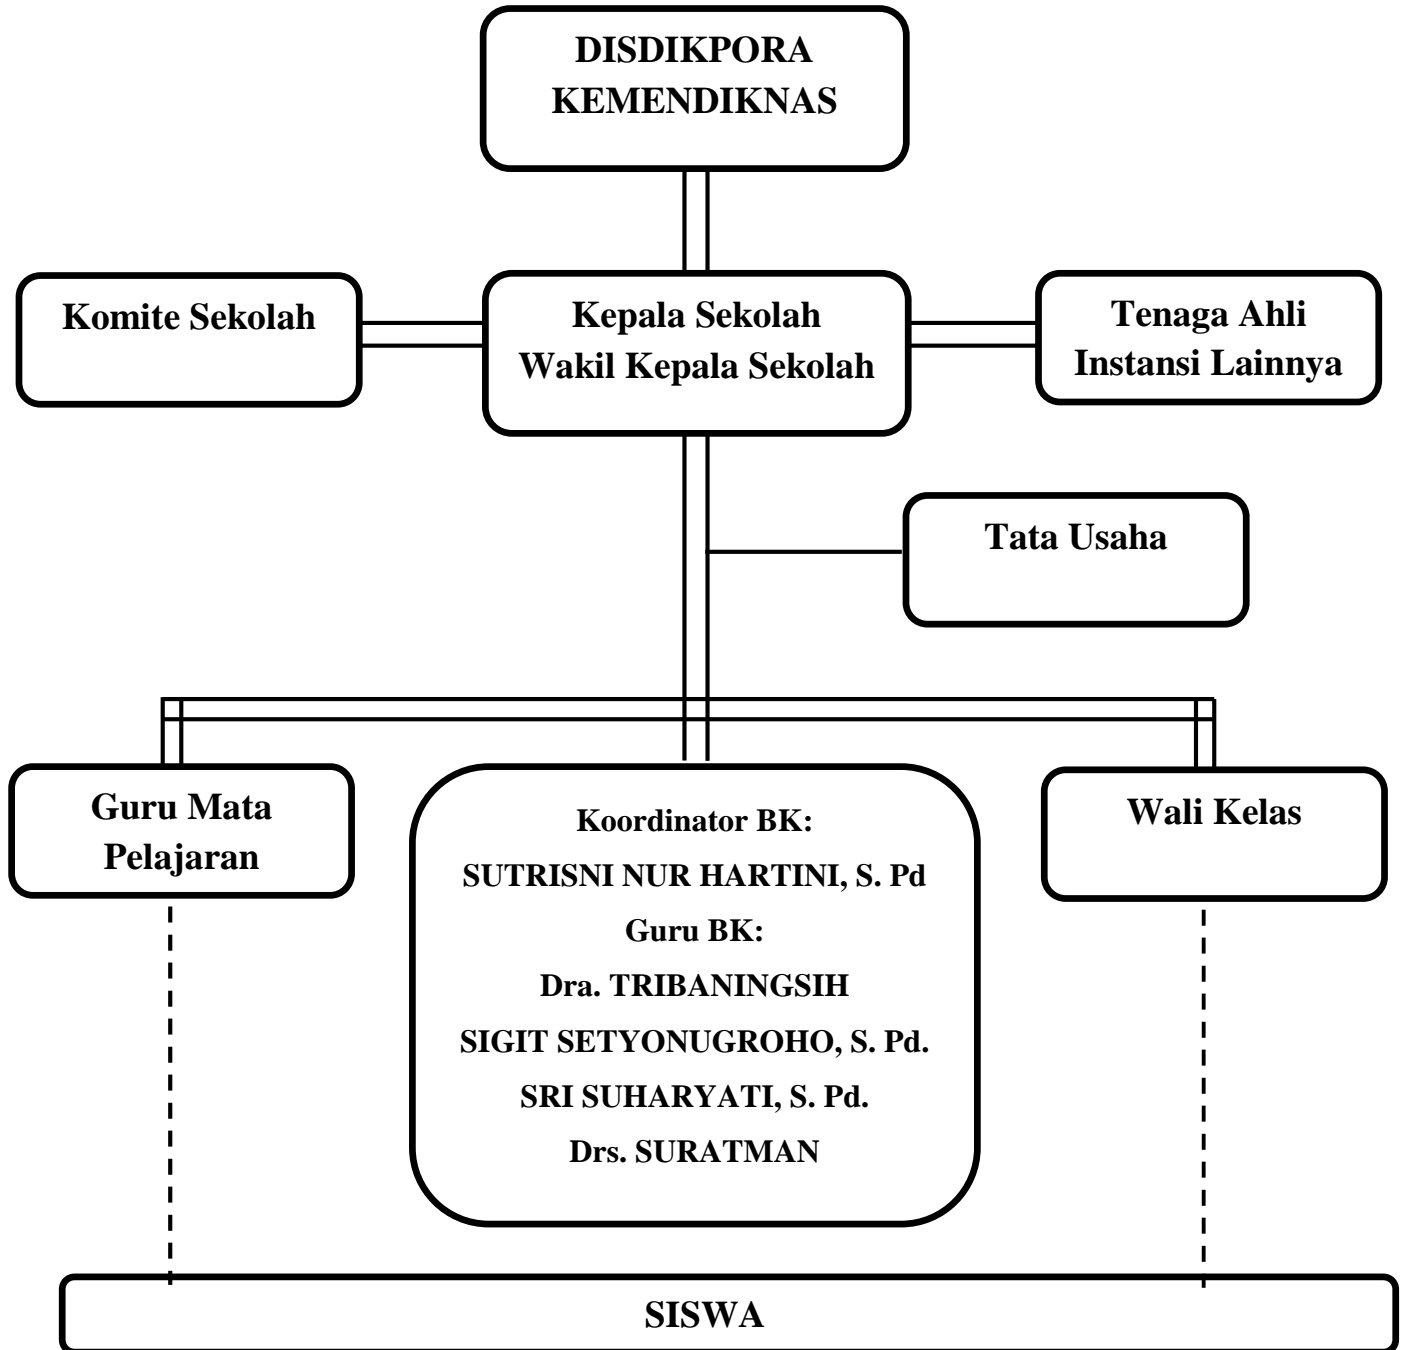 DISDIKPORA
KEMENDIKNAS
Komite Sekolah
Kepala Sekolah
Wakil Kepala Sekolah
Tenaga Ahli
Instansi Lainnya
Tata Usaha
Guru Mata
Pelajaran
Koordinator BK:
SUTRISNI NUR HARTINI, S. Pd
Guru BK:
Dra. TRIBANINGSIH
SIGIT SETYONUGROHO, S. Pd.
SRI SUHARYATI, S. Pd.
Drs. SURATMAN
Wali Kelas
SISWA